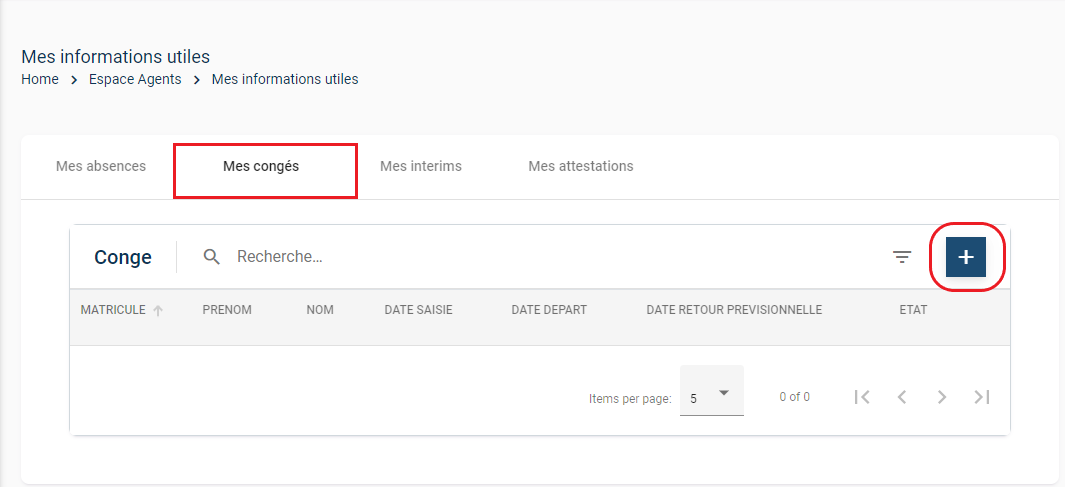 Mes informations utiles
Home > Espace Agents > Mes informations utiles
Mes absences Mes congés Mes interims Mes attestations
Conge Recherche... +
MATRICULE ↑ PRENOM NOM DATE SAISIE DATE DEPART DATE RETOUR PREVISIONNELLE ETAT
Items per page: 5 0 of 0